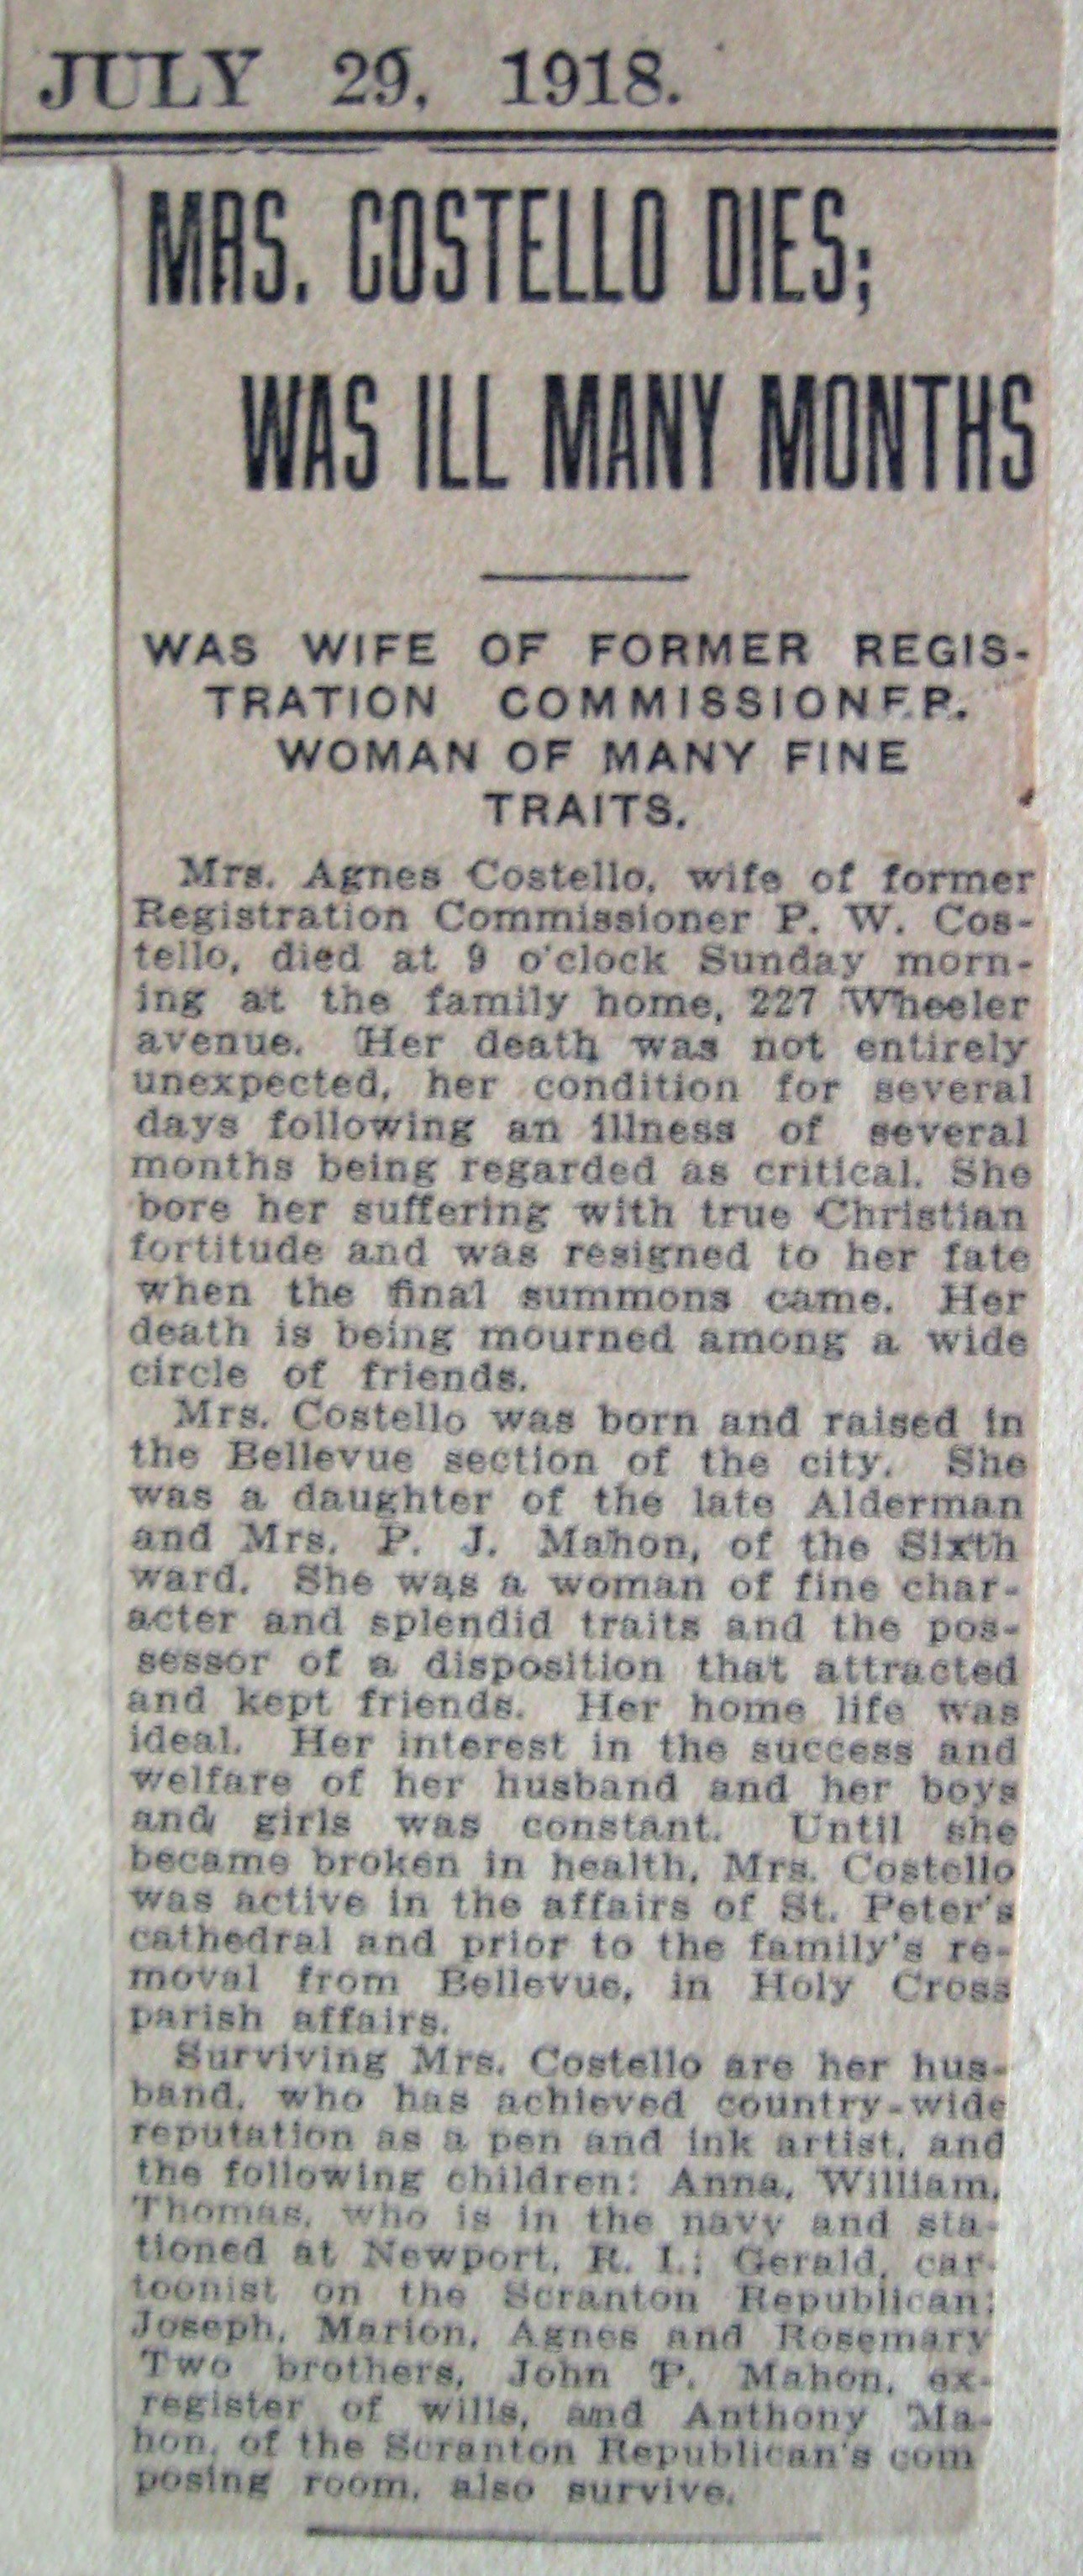 JULY 29, 1918.
MRS. COSTELLO DIES;
WAS ILL MANY MONTHS
WAS WIFE OF FORMER REGIS-
TRATION COMMISSIONER.
WOMAN OF MANY FINE
TRAITS.
Mrs. Agnes Costello, wife of former
Registration Commissioner P. W. Cos-
tello, died at 9 o'clock Sunday morn-
ing at the family home, 227 Wheeler
avenue. Her death was not entirely
unexpected, her condition for several
days following an illness of several
months being regarded as critical. She
bore her suffering with true Christian
fortitude and was resigned to her fate
when the final summons came. Her
death is being mourned among a wide
circle of friends.
Mrs. Costello was born and raised in
the Bellevue section of the city. She
was a daughter of the late Alderman
and Mrs. P. J. Mahon, of the Sixth
ward. She was a woman of fine char-
acter and splendid traits and the pos-
sessor of a disposition that attracted
and kept friends. Her home life was
ideal. Her interest in the success and
welfare of her husband and her boys
and girls was constant. Until she
became broken in health, Mrs. Costello
was active in the affairs of St. Peter's
cathedral and prior to the family's re-
moval from Bellevue, in Holy Cross
parish affairs.
Surviving Mrs. Costello are her hus-
band, who has achieved country-wide
reputation as a pen and ink artist, and
the following children: Anna, William,
Thomas, who is in the navy and sta-
tioned at Newport, R. I.; Gerald, car-
toonist on the Scranton Republican;
Joseph, Marion, Agnes and Rosemary
Two brothers, John P. Mahon, ex-
register of wills, and Anthony Ma-
hon, of the Scranton Republican's com
posing room, also survive.